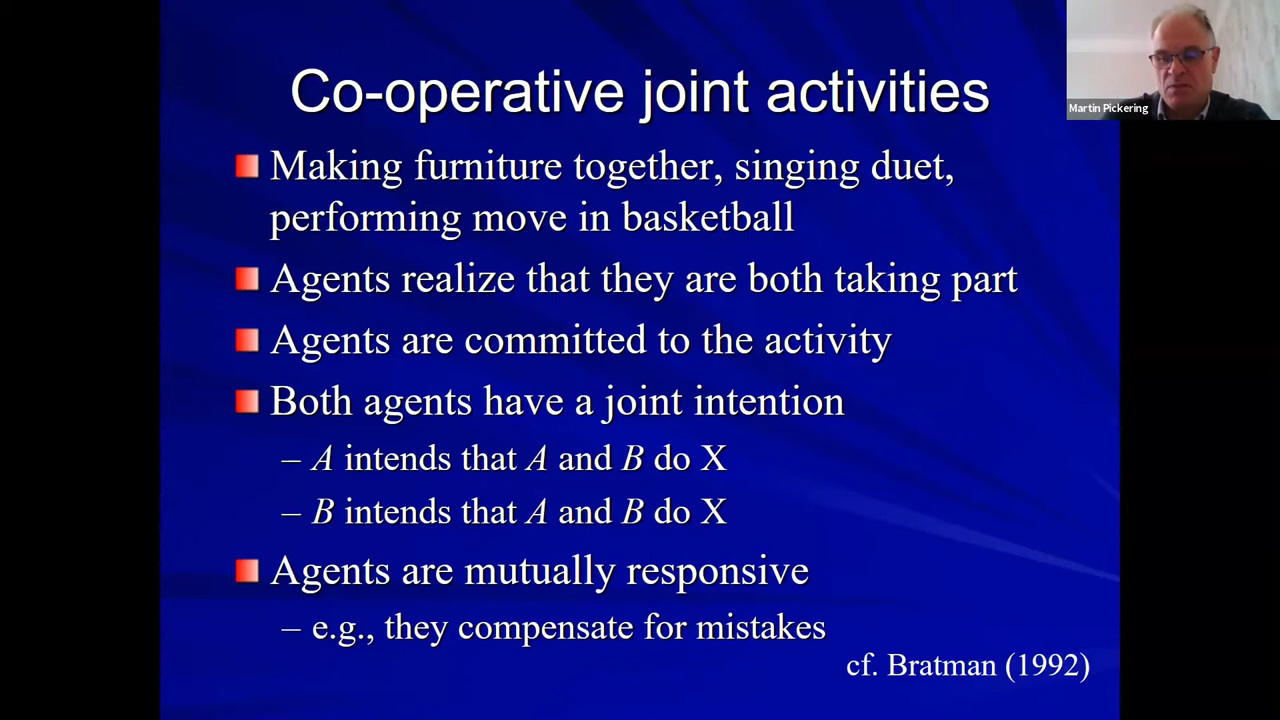 Co-operative joint activities
Martin Pickering
Making furniture together, singing duet,
performing move in basketball
Agents realize that they are both taking part
Agents are committed to the activity
Both agents have a joint intention
– A intends that A and B do X
– B intends that A and B do X
Agents are mutually responsive
– e.g., they compensate for mistakes
cf. Bratman (1992)